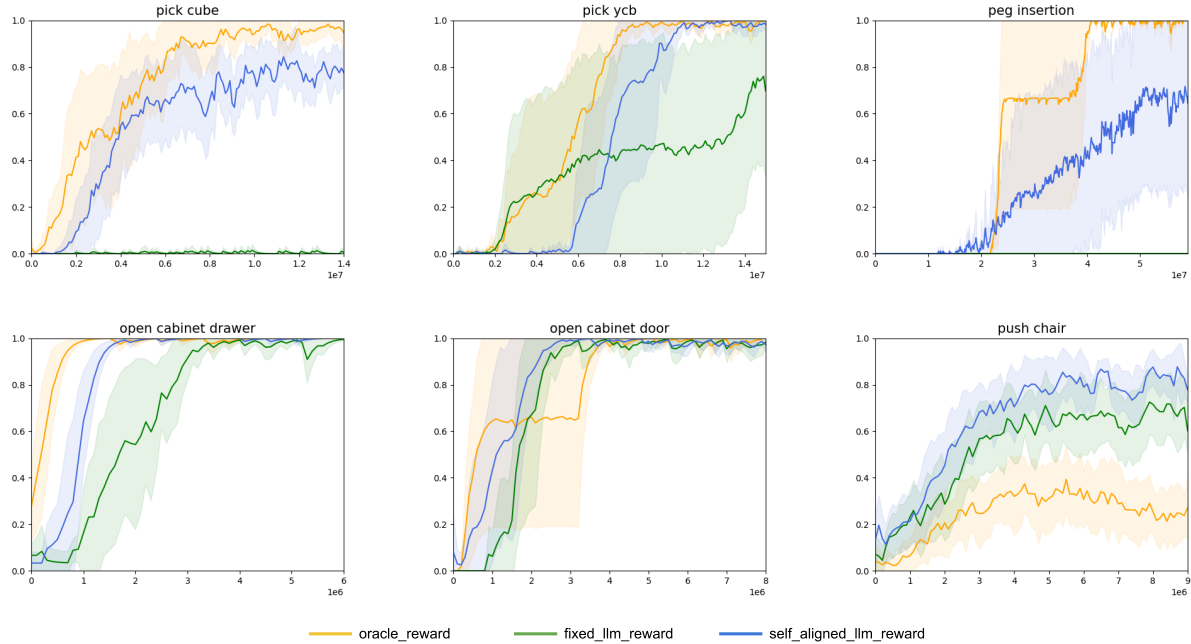 pick cube
pick ycb
peg insertion
1.0
0.8
0.6
0.4
0.2
0.0
0.0 0.2 0.4 0.6 0.8 1.0 1.2 1.4
1e7
1.0
0.8
0.6
0.4
0.2
0.0
0.0 0.2 0.4 0.6 0.8 1.0 1.2 1.4
1e7
1.0
0.8
0.6
0.4
0.2
0.0
0 1 2 3 4 5
1e7
open cabinet drawer
open cabinet door
push chair
1.0
0.8
0.6
0.4
0.2
0.0
0 1 2 3 4 5 6
1e6
1.0
0.8
0.6
0.4
0.2
0.0
0 1 2 3 4 5 6 7 8
1e6
1.0
0.8
0.6
0.4
0.2
0.0
0 1 2 3 4 5 6 7 8 9
1e6
oracle_reward
fixed_llm_reward
self_aligned_llm_reward